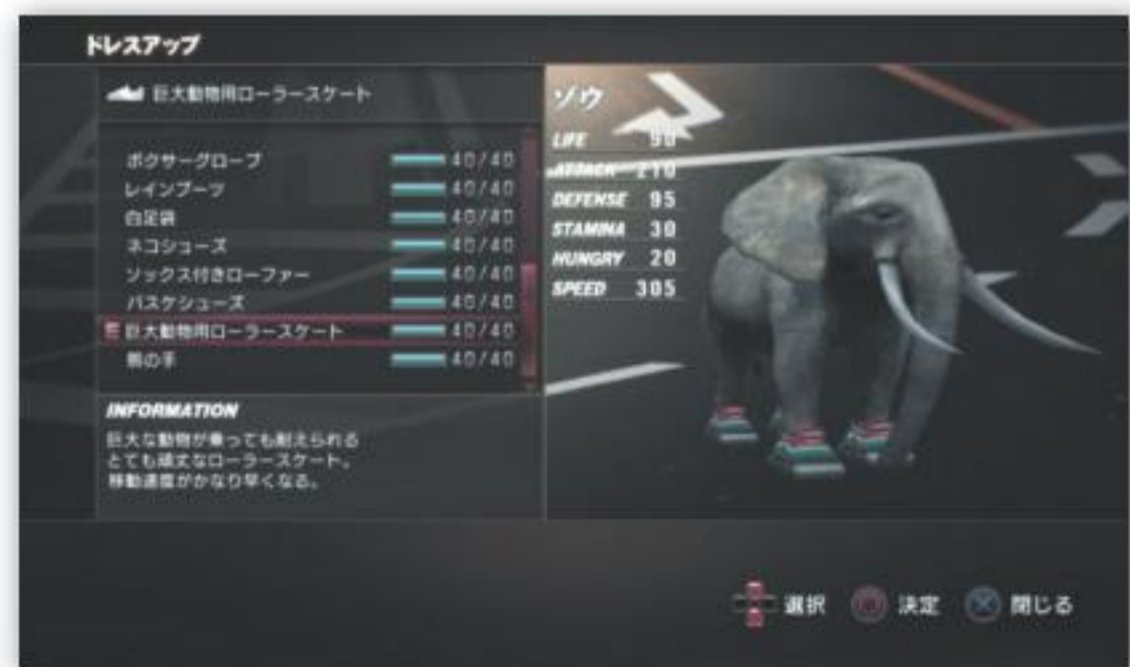 ドレスアップ
巨大動物用ローラースケート
ボクサーグローブ 40/40
レインブーツ 40/40
白足袋 40/40
ネコシューズ 40/40
ソックス付きローファー 40/40
バスケシューズ 40/40
E 巨大動物用ローラースケート 40/40
熊の手 40/40
INFORMATION
巨大な動物が乗っても耐えられる
とても頑丈なローラースケート。
移動速度がかなり早くなる。
ゾウ
LIFE 90
ATTACK 210
DEFENSE 95
STAMINA 30
HUNGRY 20
SPEED 305
選択 決定 閉じる